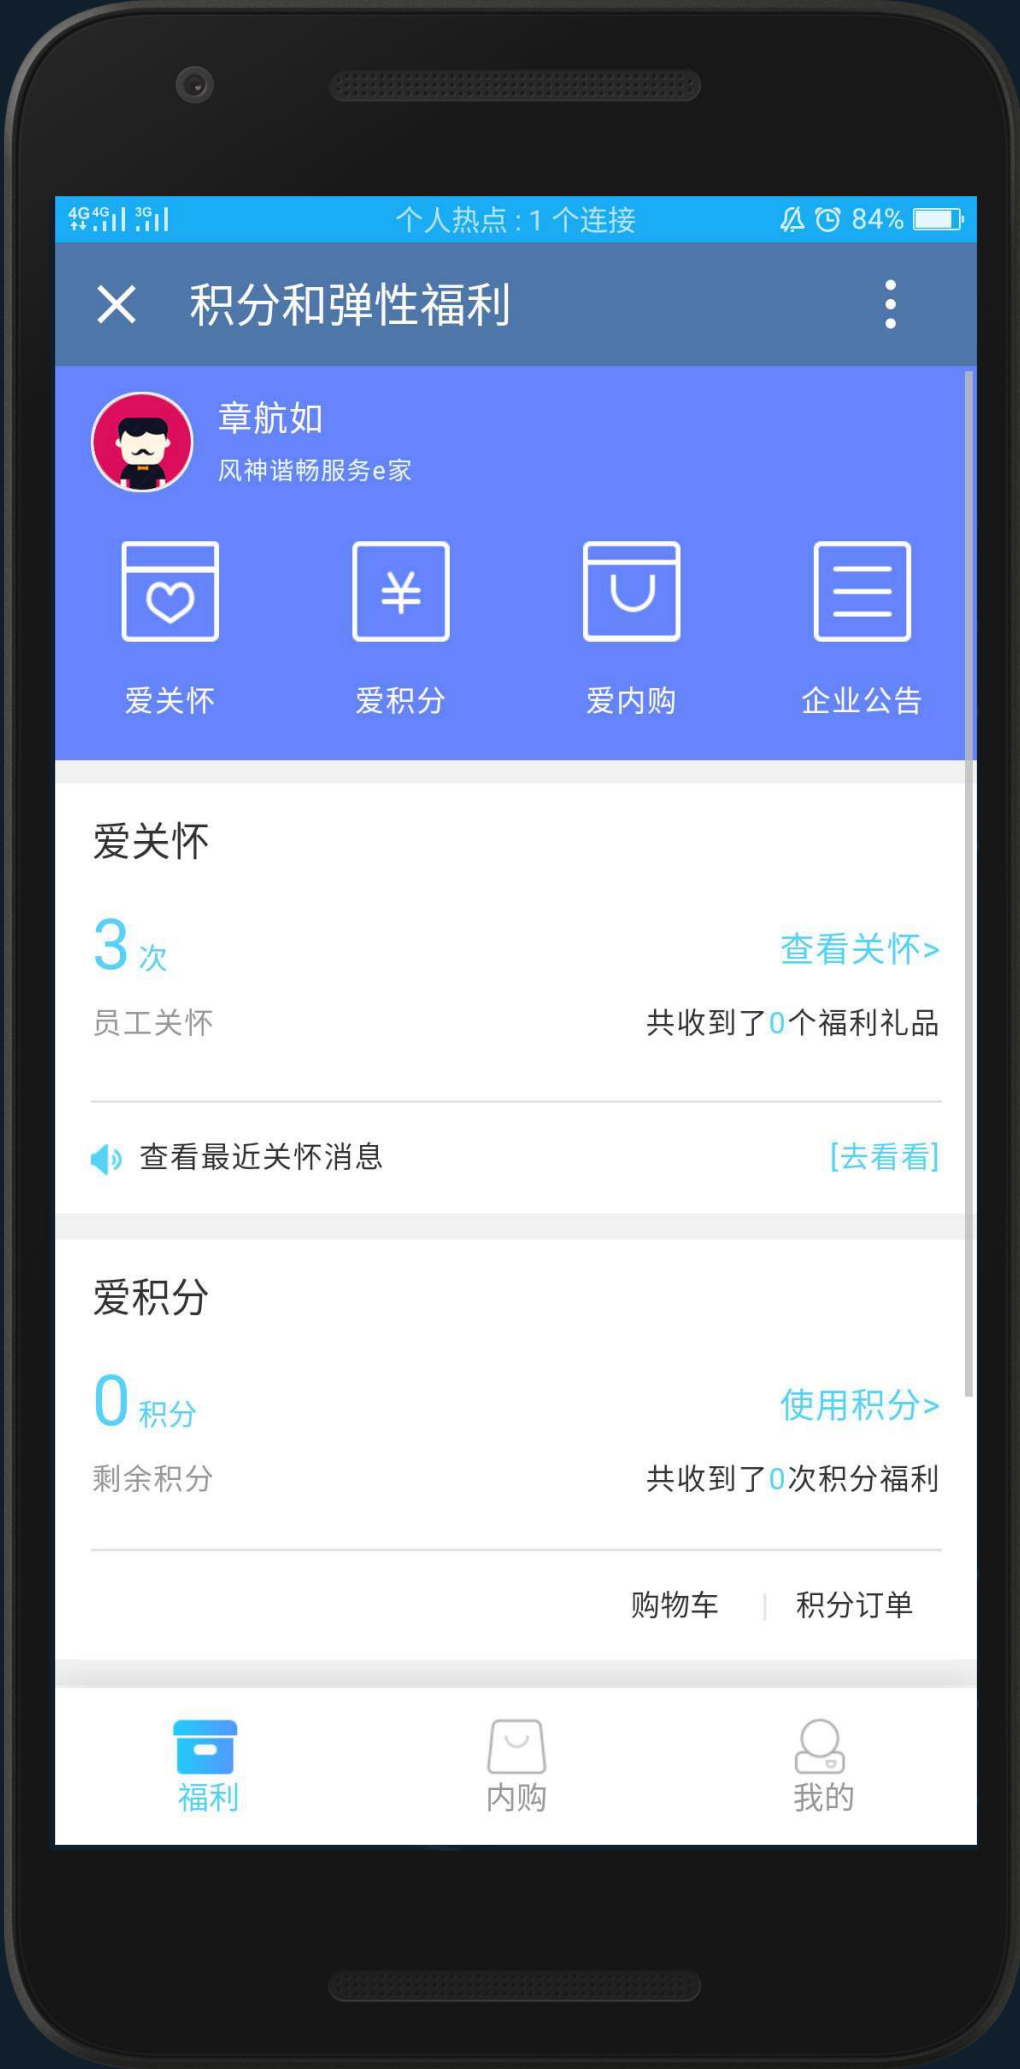 4G 4G 3G 个人热点 : 1 个连接 84%
积分和弹性福利
章航如
风神谐畅服务e家
爱关怀 爱积分 爱内购 企业公告
爱关怀
3 次 查看关怀>
员工关怀 共收到了0个福利礼品
查看最近关怀消息 [去看看]
爱积分
0 积分 使用积分>
剩余积分 共收到了0次积分福利
购物车 | 积分订单
福利 内购 我的